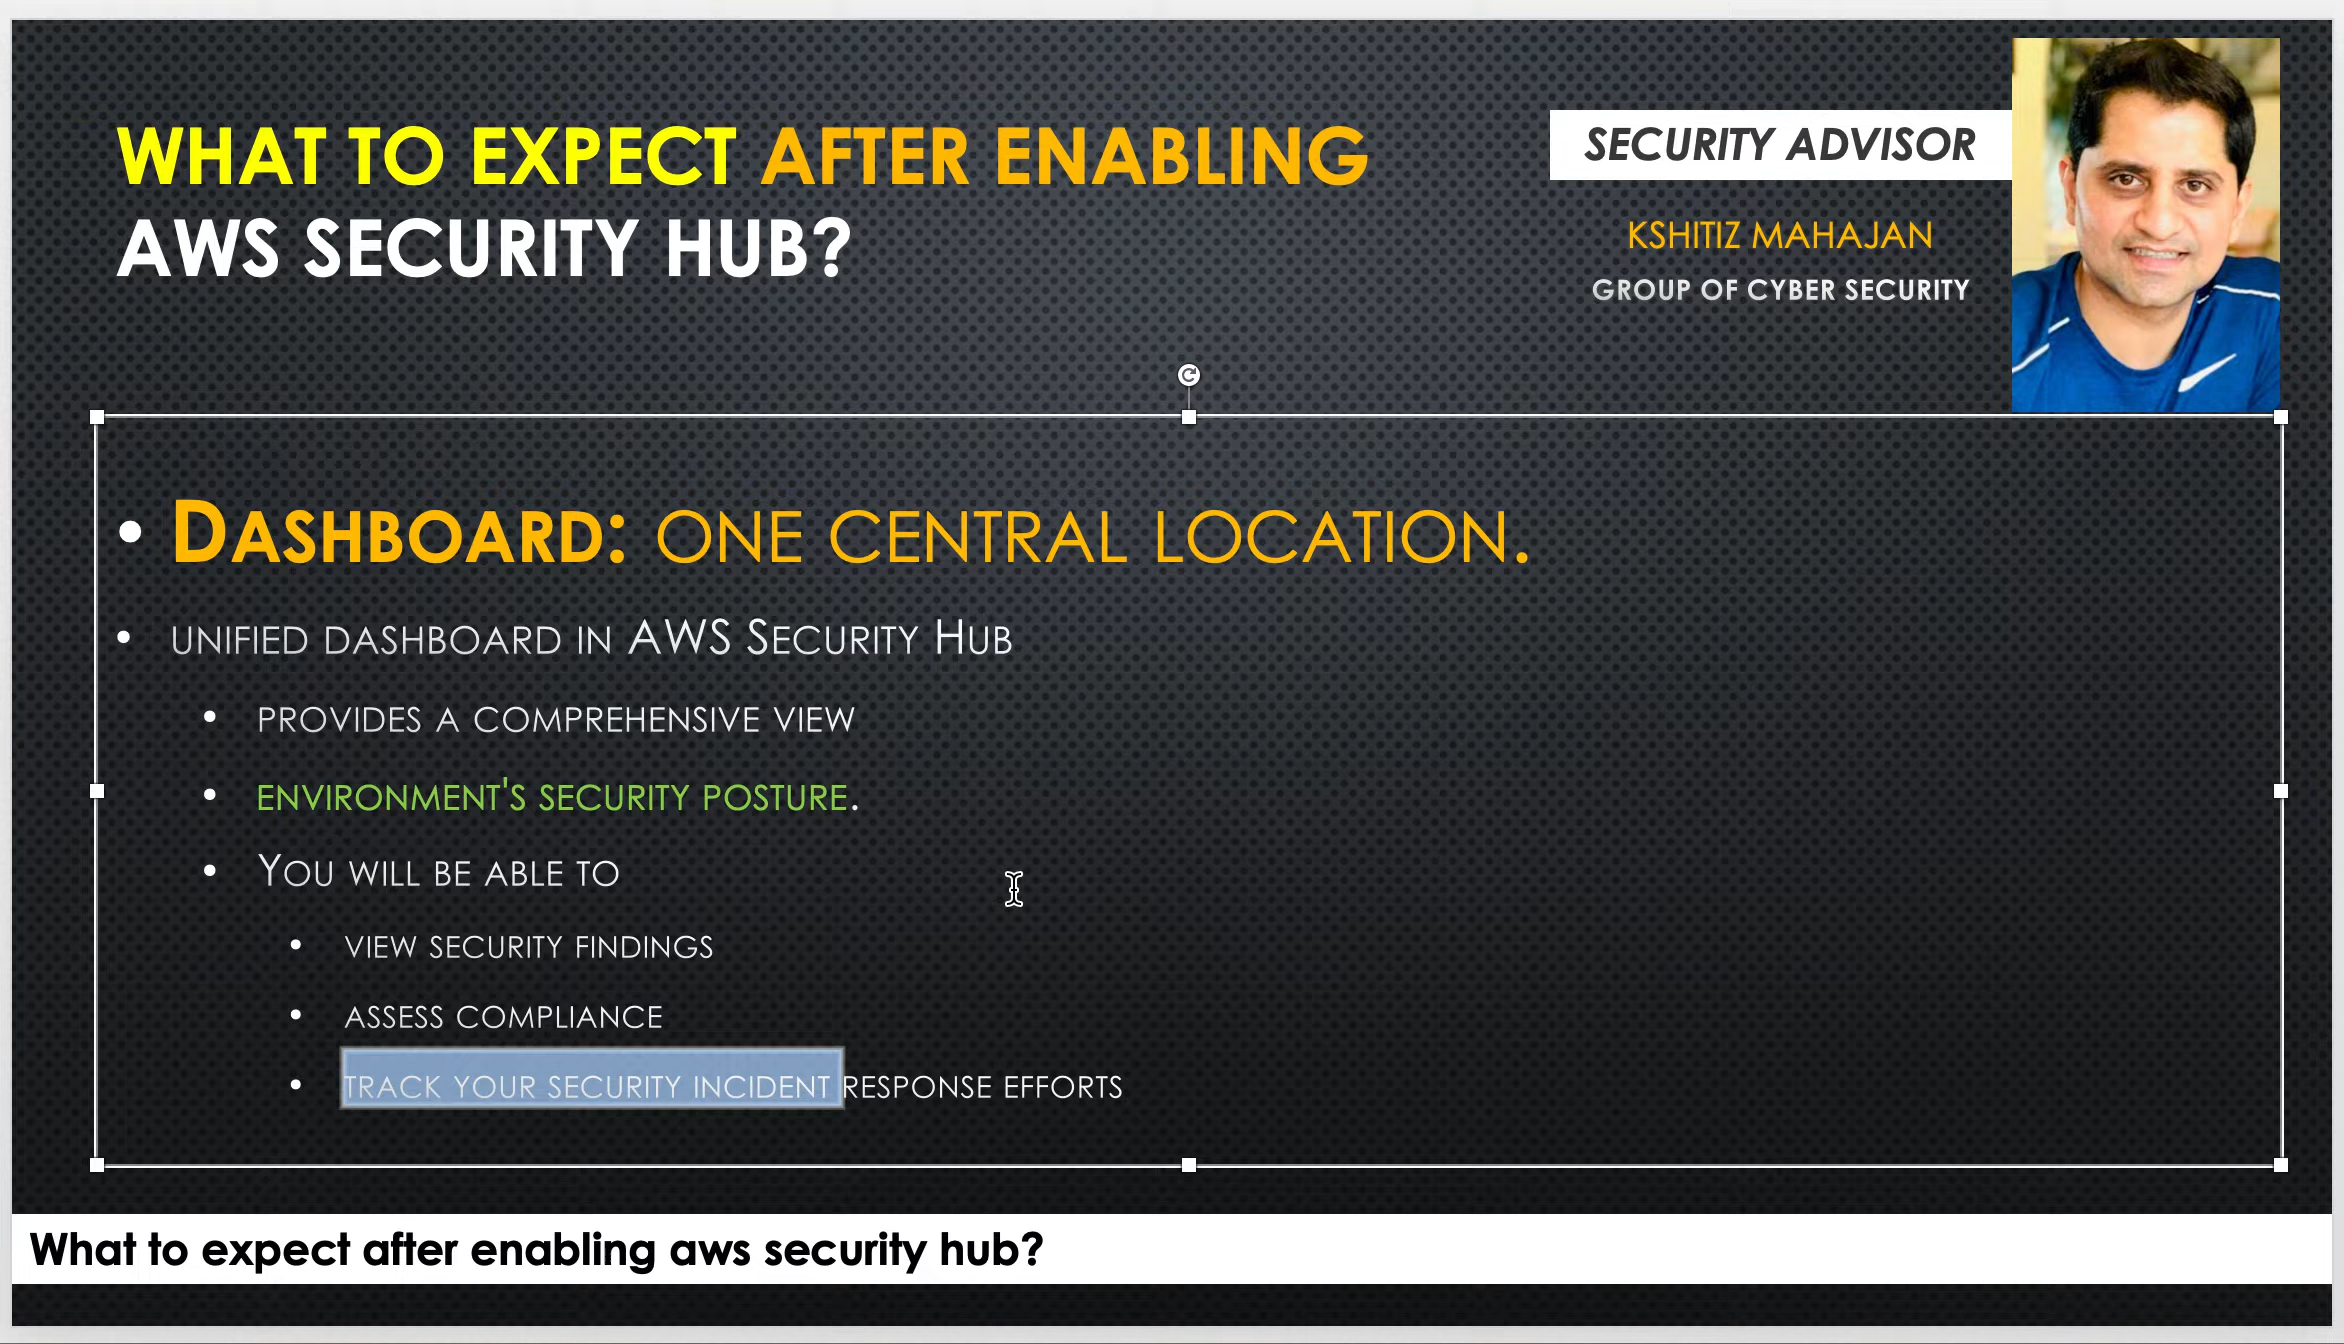 WHAT TO EXPECT AFTER ENABLING
AWS SECURITY HUB?
SECURITY ADVISOR
KSHITIZ MAHAJAN
GROUP OF CYBER SECURITY
• DASHBOARD: ONE CENTRAL LOCATION.
• UNIFIED DASHBOARD IN AWS SECURITY HUB
• PROVIDES A COMPREHENSIVE VIEW
• ENVIRONMENT'S SECURITY POSTURE.
• YOU WILL BE ABLE TO
• VIEW SECURITY FINDINGS
• ASSESS COMPLIANCE
• TRACK YOUR SECURITY INCIDENT RESPONSE EFFORTS
What to expect after enabling aws security hub?